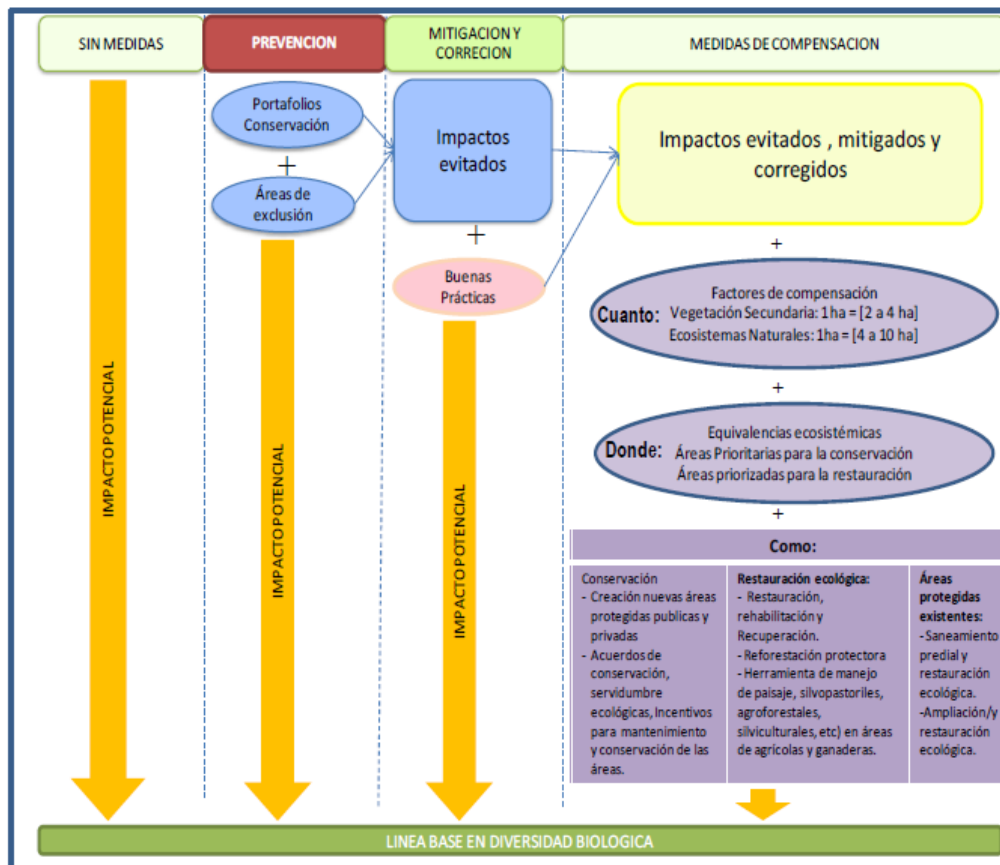 SIN MEDIDAS
PREVENCION
MITIGACION Y
CORRECION
MEDIDAS DE COMPENSACION
IMPACTO POTENCIAL
Portafolios
Conservación
+
Áreas de
exclusión
IMPACTO POTENCIAL
Impactos
evitados
+
Buenas
Prácticas
IMPACTO POTENCIAL
Impactos evitados , mitigados y
corregidos
+
Cuanto:
Factores de compensación
Vegetación Secundaria: 1 ha = [2 a 4 ha]
Ecosistemas Naturales: 1ha = [4 a 10 ha]
+
Donde:
Equivalencias ecosistémicas
Áreas Prioritarias para la conservación
Áreas priorizadas para la restauración
+
Como:
Conservación
- Creación nuevas áreas
protegidas publicas y
privadas
- Acuerdos de
conservación,
servidumbre
ecológicas, Incentivos
para mantenimiento
y conservación de las
áreas.
Restauración ecológica:
- Restauración,
rehabilitación y
Recuperación.
- Reforestación protectora
- Herramienta de manejo
de paisaje, silvopastoriles,
agroforestales,
silviculturales, etc) en áreas
de agrícolas y ganaderas.
Áreas
protegidas
existentes:
-Saneamiento
predial y
restauración
ecológica.
-Ampliación/y
restauración
ecológica.
LINEA BASE EN DIVERSIDAD BIOLOGICA